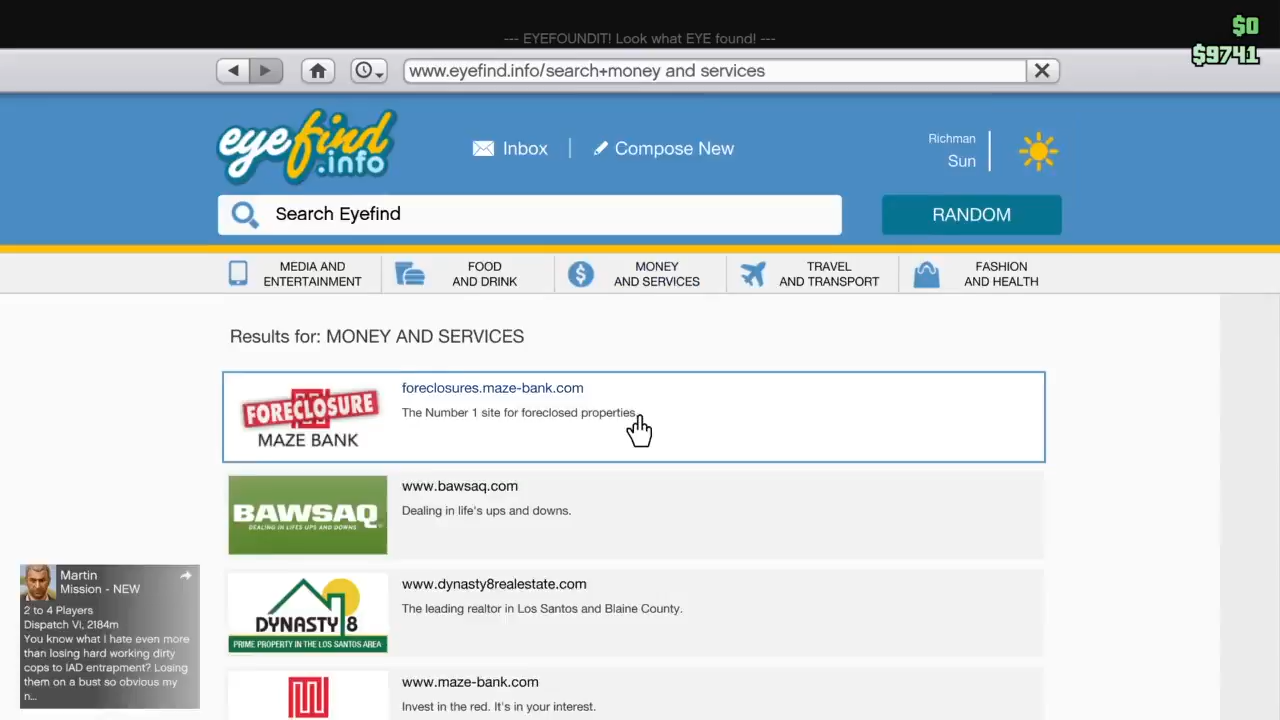 $0
$9741
--- EYEFOUNDIT! Look what EYE found! ---
www.eyefind.info/search+money and services
eyefind
.info
Inbox
Compose New
Richman
Sun
Search Eyefind
RANDOM
MEDIA AND
ENTERTAINMENT
FOOD
AND DRINK
MONEY
AND SERVICES
TRAVEL
AND TRANSPORT
FASHION
AND HEALTH
Results for: MONEY AND SERVICES
FORECLOSURE
MAZE BANK
foreclosures.maze-bank.com
The Number 1 site for foreclosed properties.
BAWSAQ
DEALING IN LIFE'S UPS AND DOWNS
www.bawsaq.com
Dealing in life's ups and downs.
DYNASTY 8
PRIME PROPERTY IN THE LOS SANTOS AREA
www.dynasty8realestate.com
The leading realtor in Los Santos and Blaine County.
www.maze-bank.com
Invest in the red. It's in your interest.
Martin
Mission - NEW
2 to 4 Players
Dispatch VI, 2184m
You know what I hate even more
than losing hard working dirty
cops to IAD entrapment? Losing
them on a bust so obvious my
n...